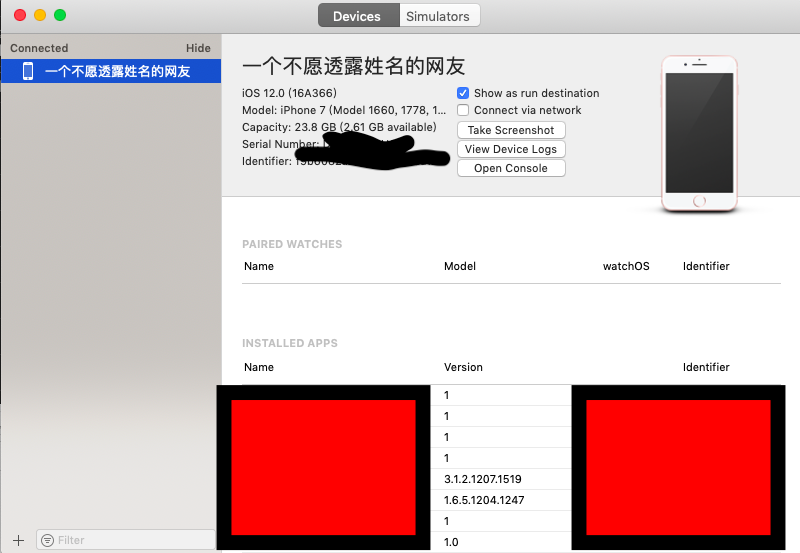 Devices Simulators
Connected Hide
一个不愿透露姓名的网友
一个不愿透露姓名的网友
iOS 12.0 (16A366)
Model: iPhone 7 (Model 1660, 1778, 1...
Capacity: 23.8 GB (2.61 GB available)
Serial Number:
Identifier:
Show as run destination
Connect via network
Take Screenshot
View Device Logs
Open Console
PAIRED WATCHES
Name Model watchOS Identifier
INSTALLED APPS
Name Version Identifier
1
1
1
1
3.1.2.1207.1519
1.6.5.1204.1247
1
1.0
Filter